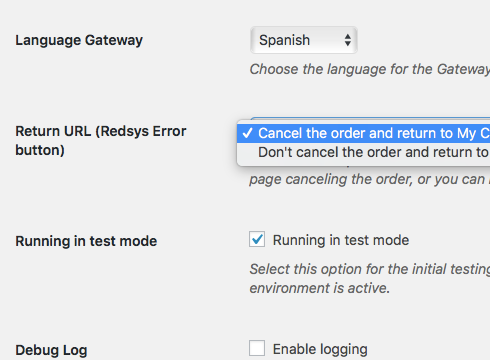 Language Gateway
Spanish
Choose the language for the Gateway
Return URL (Redsys Error
button)
✓ Cancel the order and return to My C
Don't cancel the order and return to
page canceling the order, or you can
Running in test mode
Running in test mode
Select this option for the initial testing
environment is active.
Debug Log
Enable logging